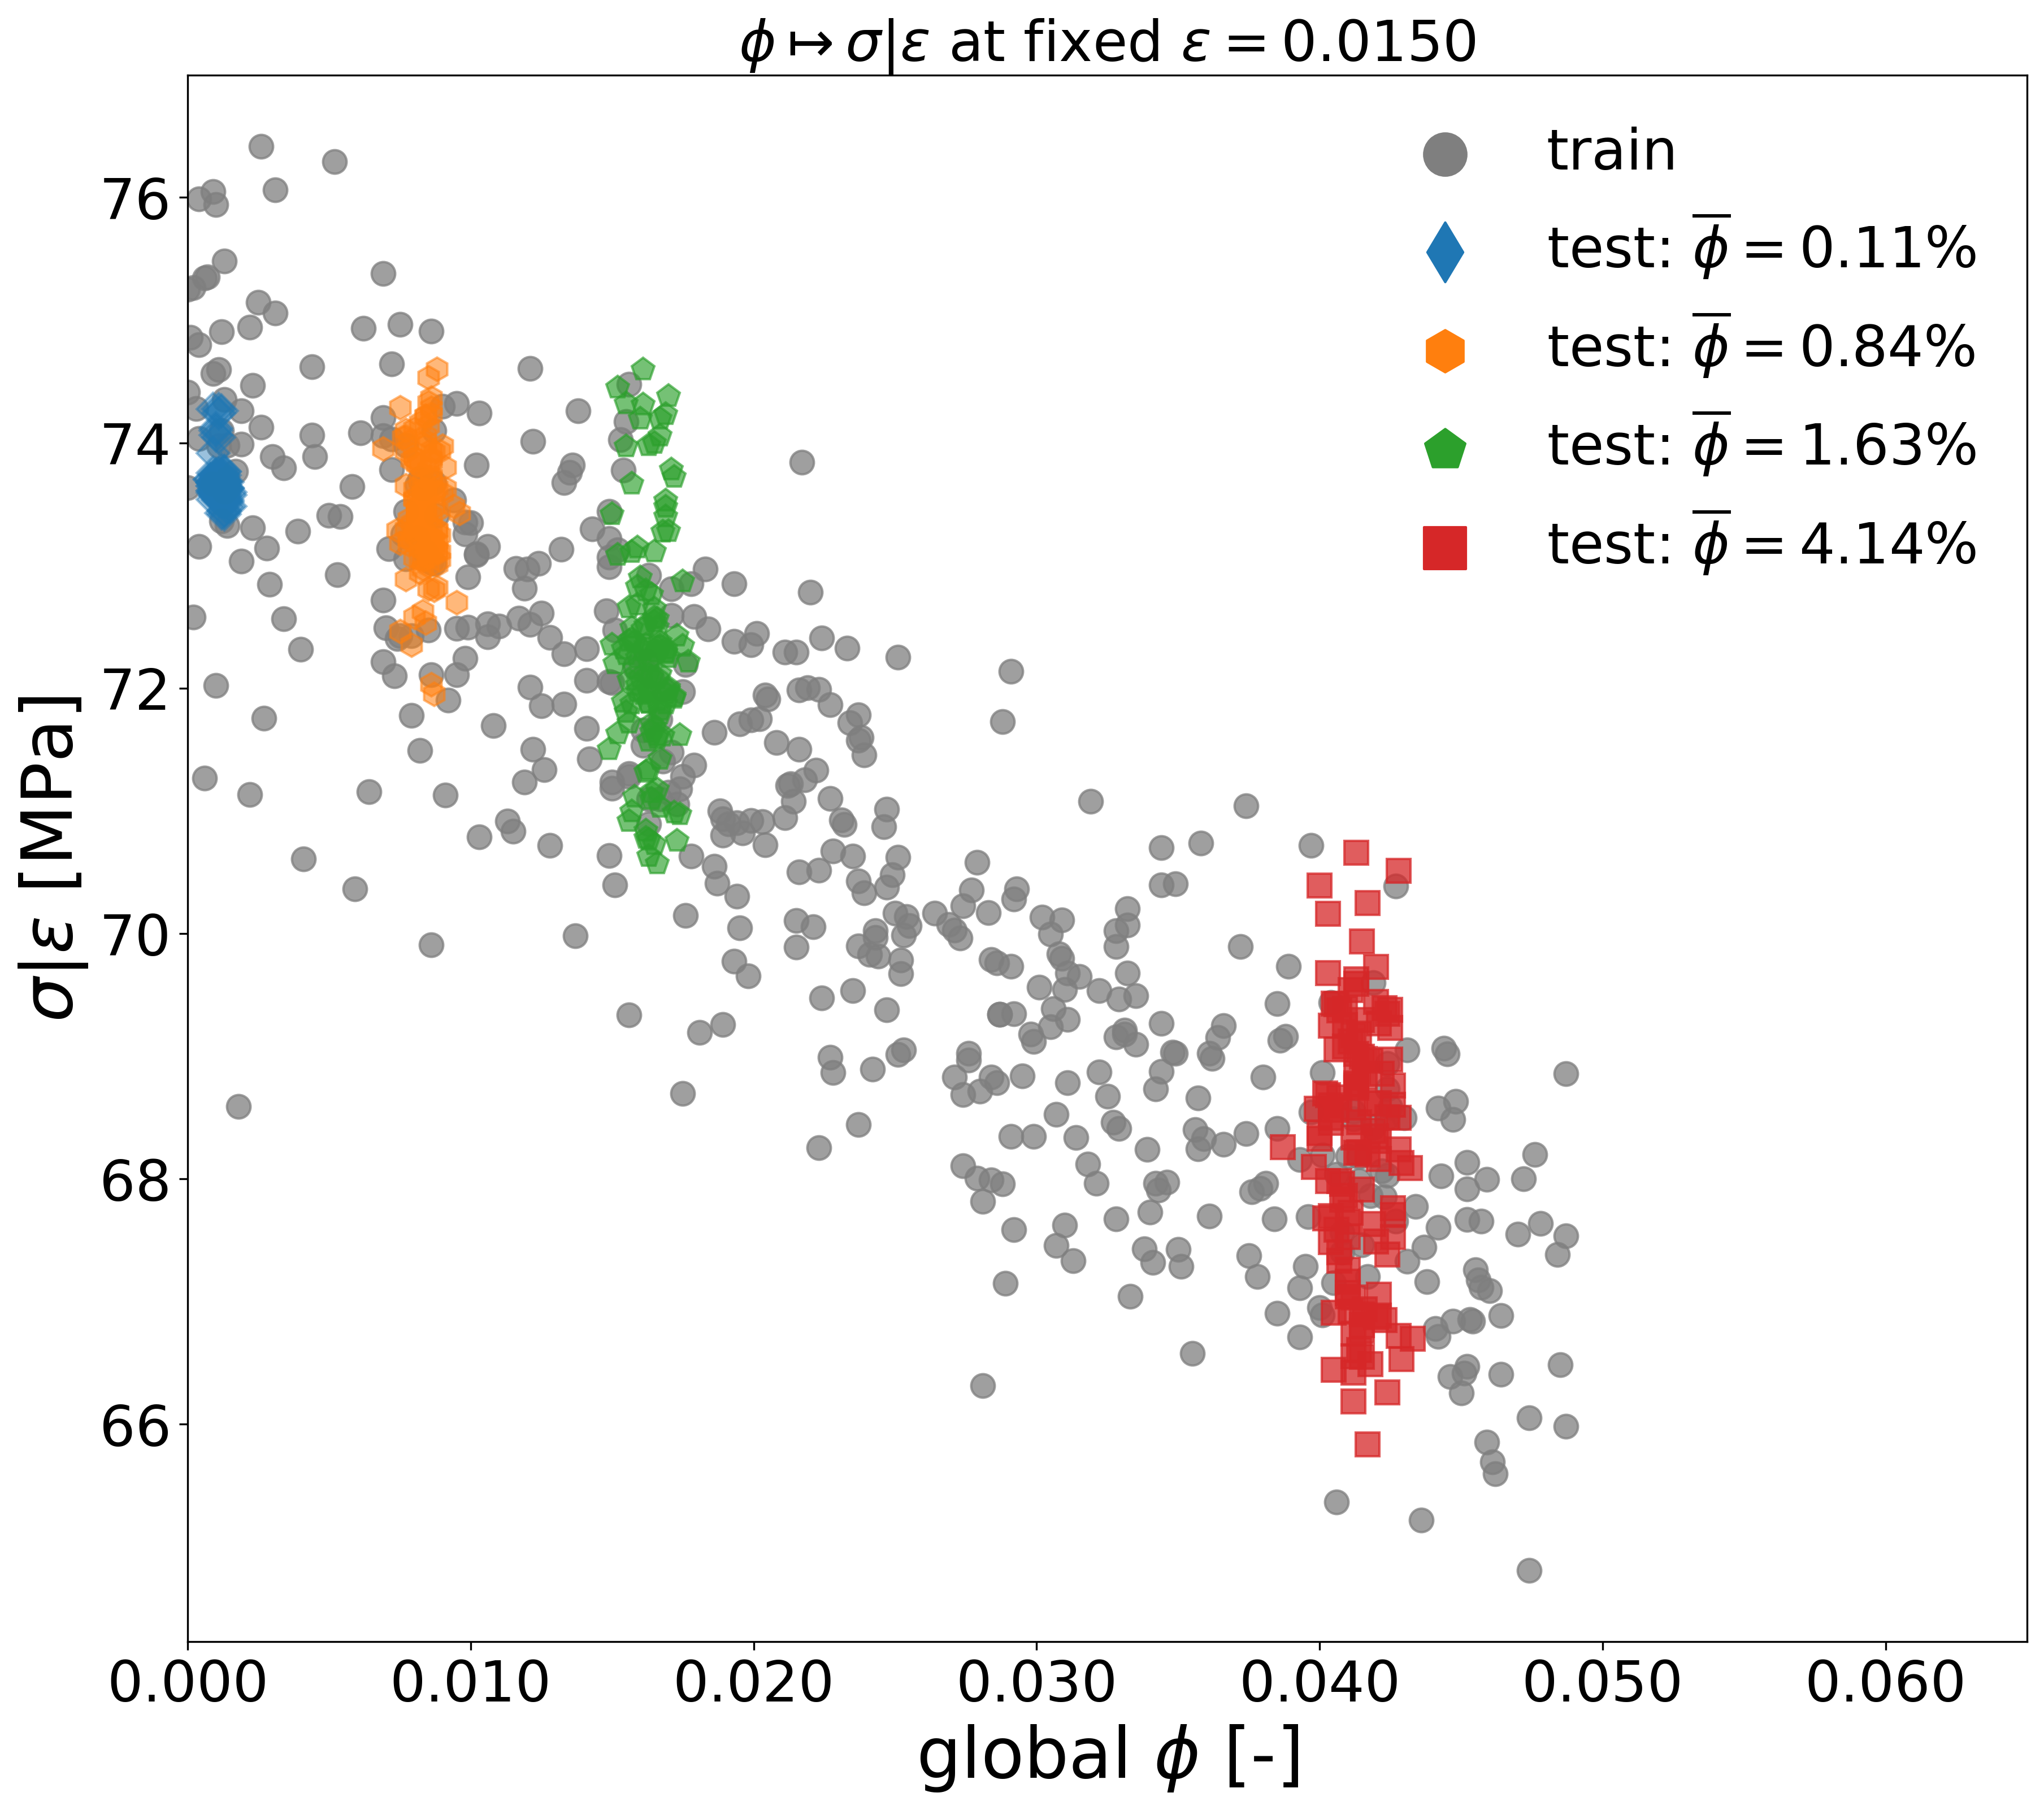 ϕ ↦ σ|ε at fixed ε = 0.0150
train
test: ϕ̅ = 0.11%
test: ϕ̅ = 0.84%
test: ϕ̅ = 1.63%
test: ϕ̅ = 4.14%
σ|ε [MPa]
76
74
72
70
68
66
0.000 0.010 0.020 0.030 0.040 0.050 0.060
global ϕ [-]